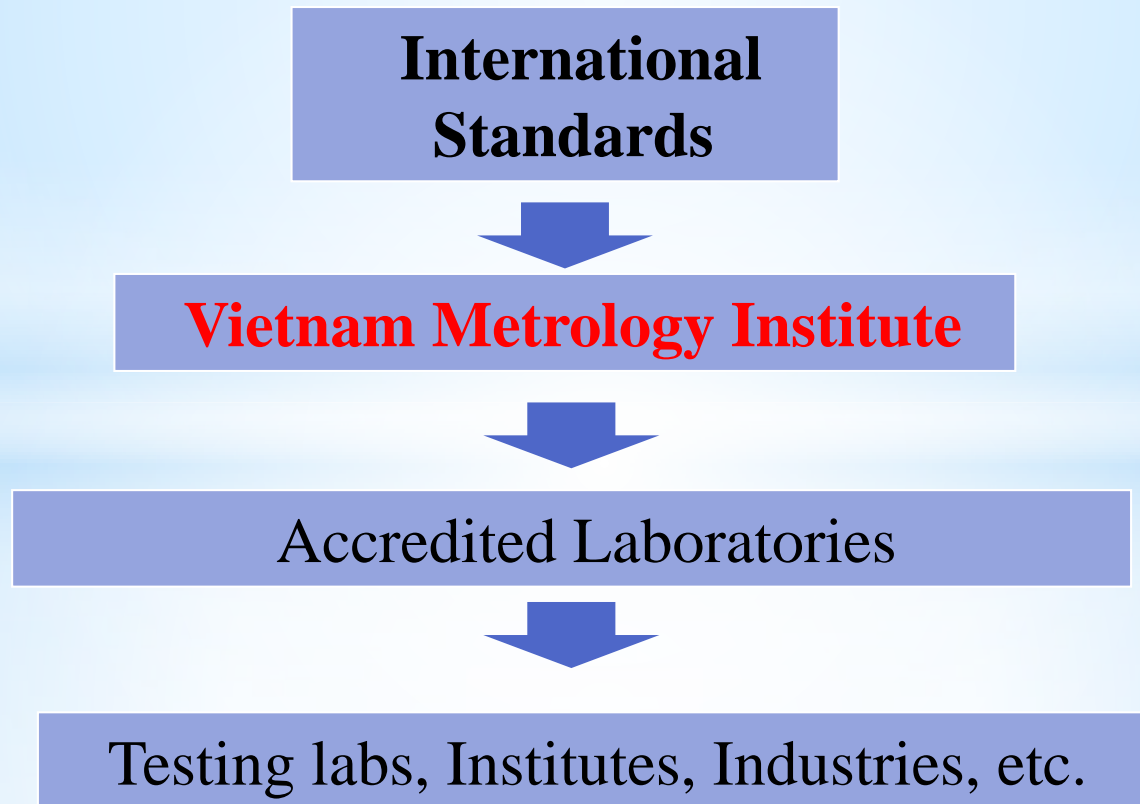 International
Standards
Vietnam Metrology Institute
Accredited Laboratories
Testing labs, Institutes, Industries, etc.